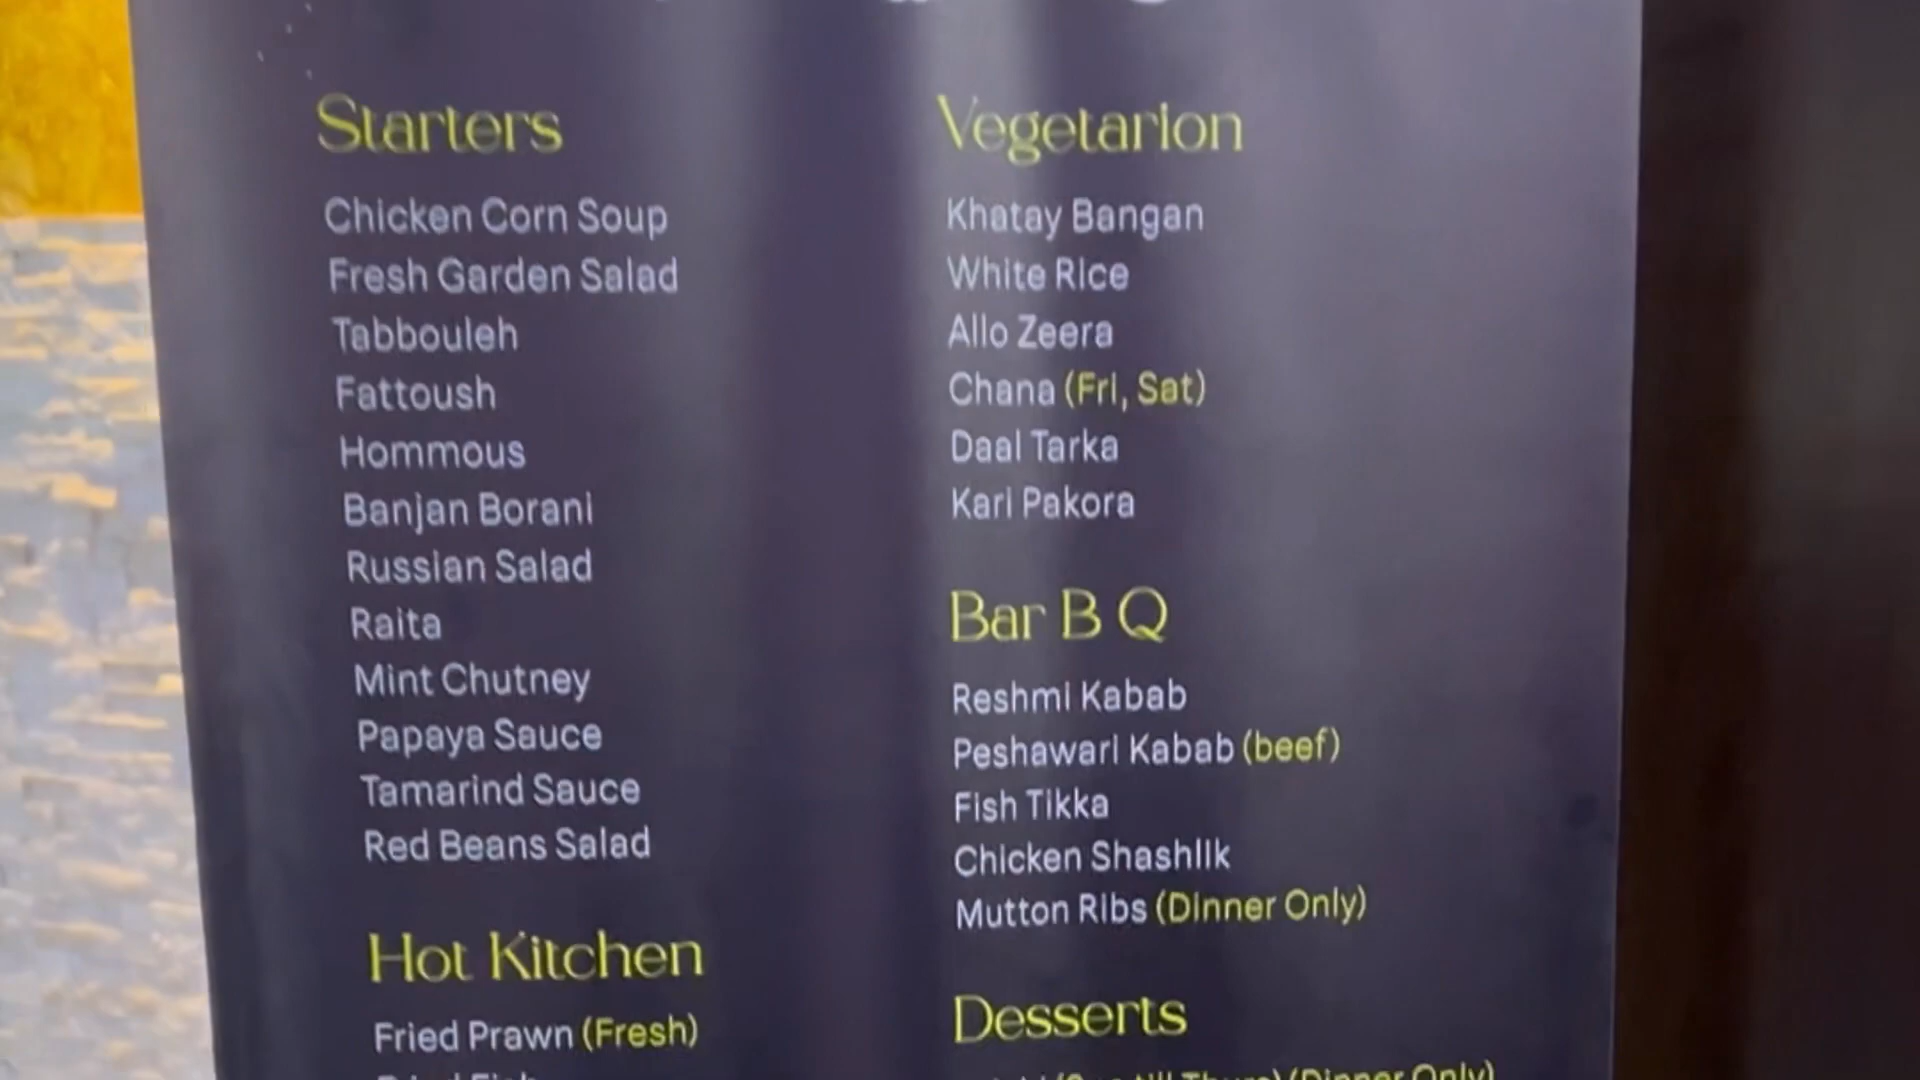 Starters
Chicken Corn Soup
Fresh Garden Salad
Tabbouleh
Fattoush
Hommous
Banjan Borani
Russian Salad
Raita
Mint Chutney
Papaya Sauce
Tamarind Sauce
Red Beans Salad
Hot Kitchen
Fried Prawn (Fresh)
Vegetarion
Khatay Bangan
White Rice
Allo Zeera
Chana (Fri, Sat)
Daal Tarka
Kari Pakora
Bar B Q
Reshmi Kabab
Peshawari Kabab (beef)
Fish Tikka
Chicken Shashlik
Mutton Ribs (Dinner Only)
Desserts
(Dinner Only)